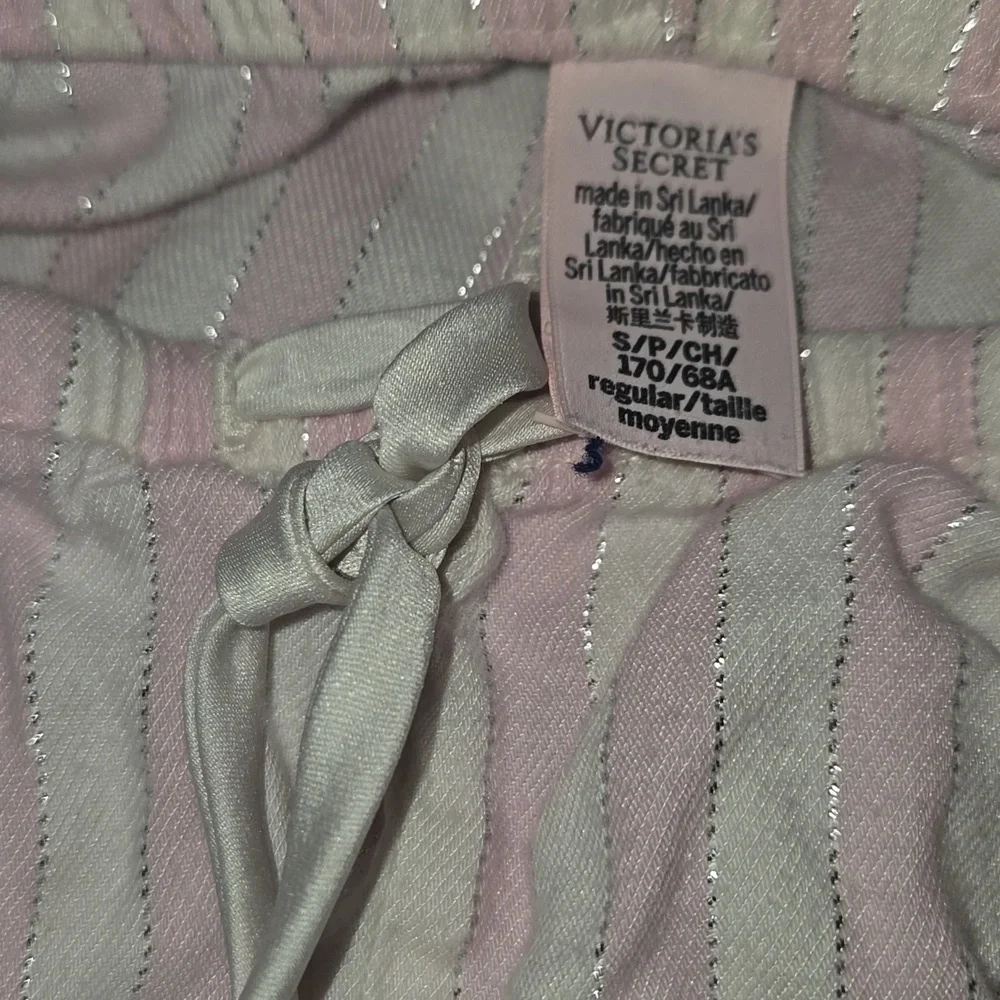 VICTORIA'S
SECRET
made in Sri Lanka/
fabriqué au Sri
Lanka/hecho en
Sri Lanka/fabbricato
in Sri Lanka/
斯里兰卡制造
S/P/CH/
170/68A
regular/taille
moyenne